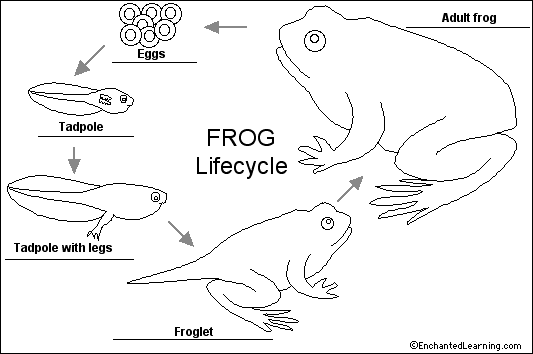 Adult frog
Eggs
Tadpole
FROG
Lifecycle
Tadpole with legs
Froglet
©EnchantedLearning.com